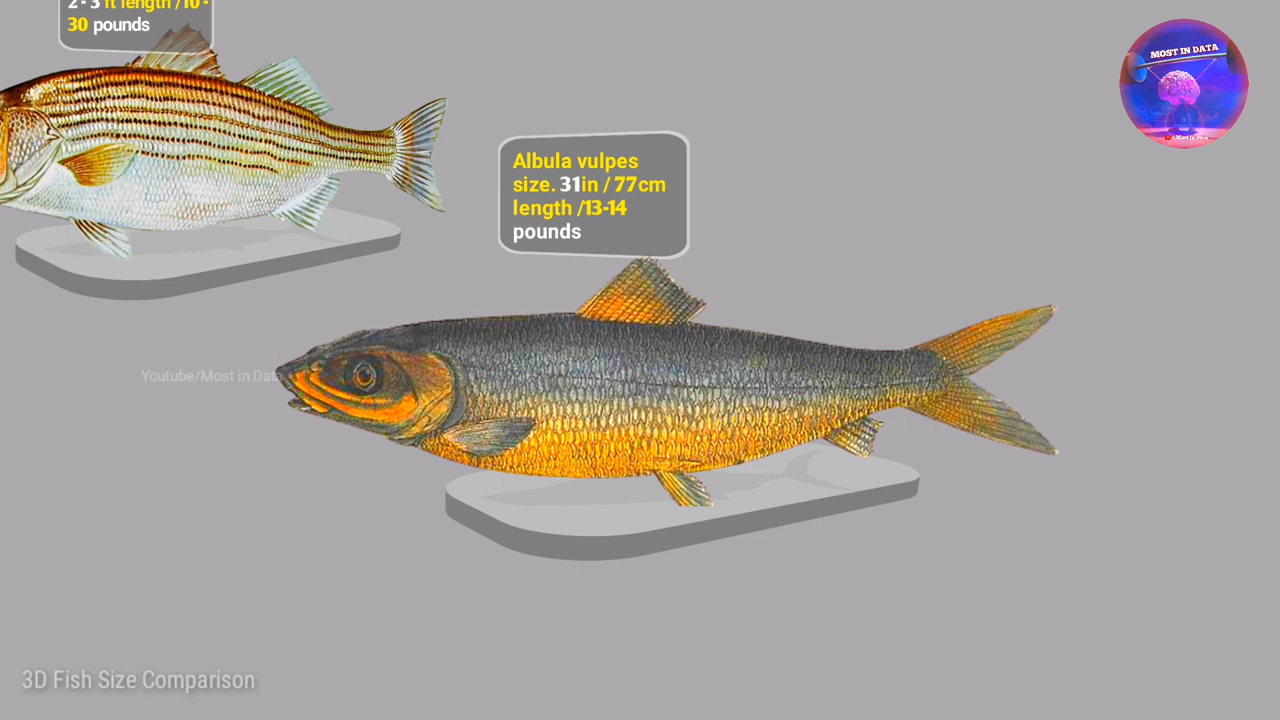 2 - 3 ft length /10 -
30 pounds
MOST IN DATA
Albula vulpes
size. 31in / 77cm
length /13-14
pounds
Youtube/Most in Data
3D Fish Size Comparison